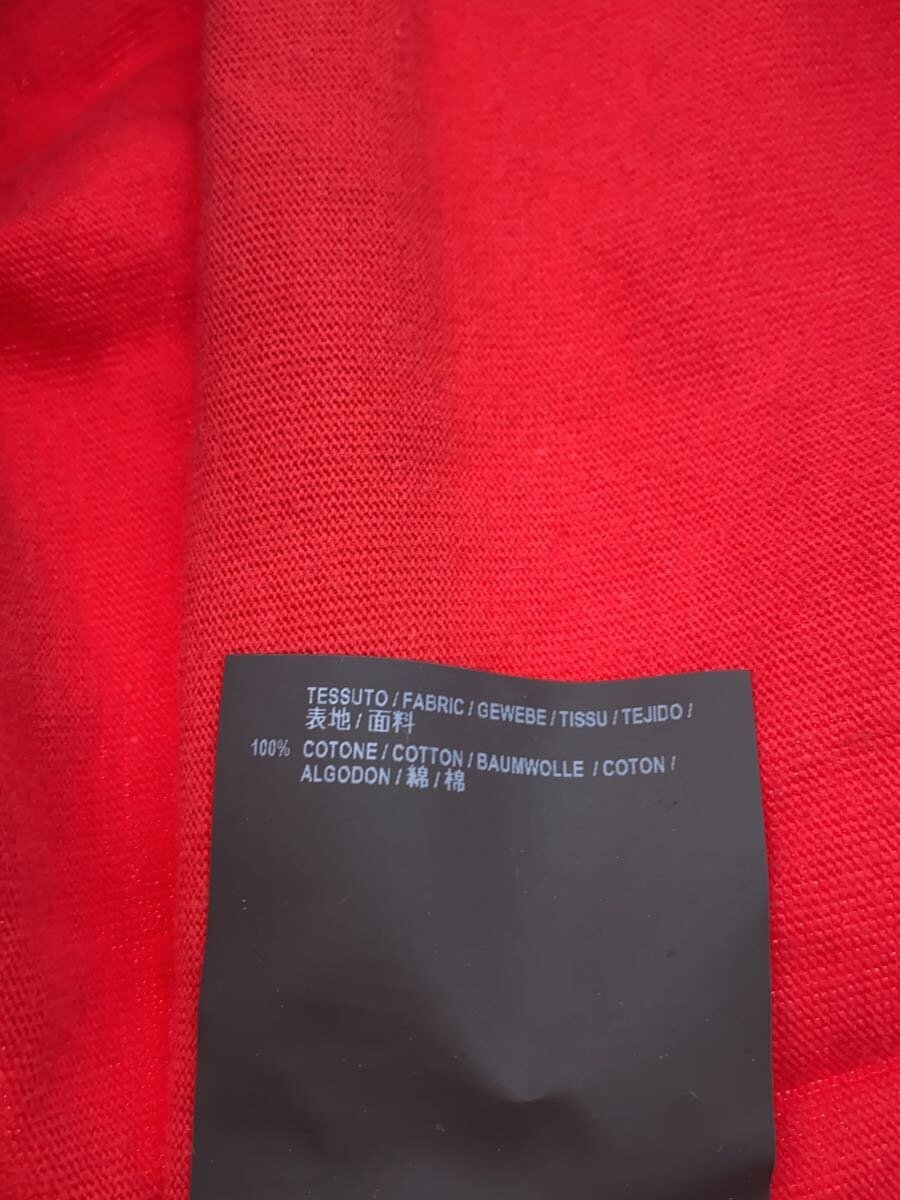 TESSUTO / FABRIC / GEWEBE / TISSU / TEJIDO /
表地 / 面料
100% COTONE / COTTON / BAUMWOLLE / COTON /
ALGODON / 綿 / 棉